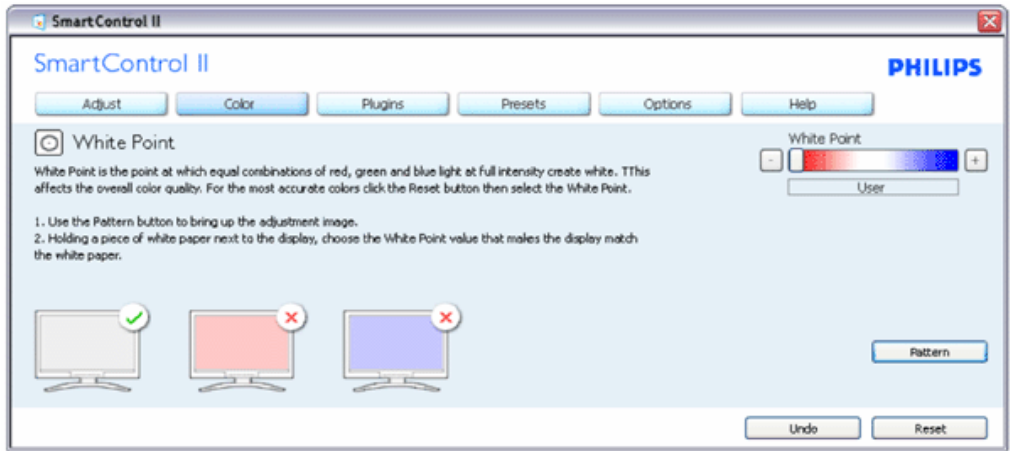 SmartControl II
SmartControl II
PHILIPS
Adjust
Color
Plugins
Presets
Options
Help
White Point
White Point is the point at which equal combinations of red, green and blue light at full intensity create white. TThis
affects the overall color quality. For the most accurate colors click the Reset button then select the White Point.
1. Use the Pattern button to bring up the adjustment image.
2. Holding a piece of white paper next to the display, choose the White Point value that makes the display match
the white paper.
White Point
-
+
User
Pattern
Undo
Reset